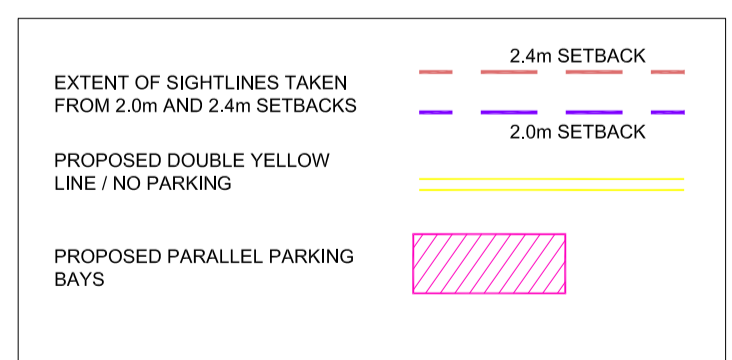 2.4m SETBACK
EXTENT OF SIGHTLINES TAKEN
FROM 2.0m AND 2.4m SETBACKS
2.0m SETBACK
PROPOSED DOUBLE YELLOW
LINE / NO PARKING
PROPOSED PARALLEL PARKING
BAYS